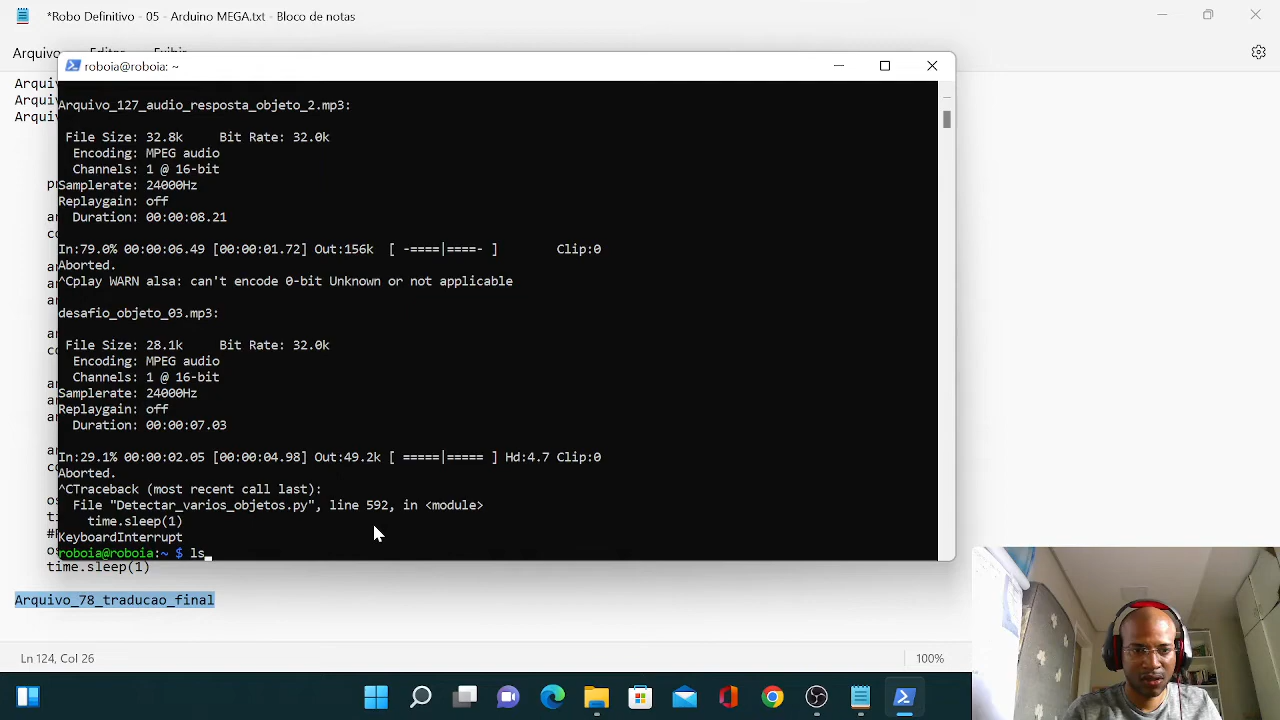 *Robo Definitivo - 05 - Arduino MEGA.txt - Bloco de notas
roboia@roboia: ~
Arquivo_127_audio_resposta_objeto_2.mp3:
File Size: 32.8k     Bit Rate: 32.0k
Encoding: MPEG audio
Channels: 1 @ 16-bit
Samplerate: 24000Hz
Replaygain: off
Duration: 00:00:08.21
In:79.0% 00:00:06.49 [00:00:01.72] Out:156k  [ -====|====- ]        Clip:0
Aborted.
^Cplay WARN alsa: can't encode 0-bit Unknown or not applicable
desafio_objeto_03.mp3:
File Size: 28.1k     Bit Rate: 32.0k
Encoding: MPEG audio
Channels: 1 @ 16-bit
Samplerate: 24000Hz
Replaygain: off
Duration: 00:00:07.03
In:29.1% 00:00:02.05 [00:00:04.98] Out:49.2k [ =====|===== ] Hd:4.7 Clip:0
Aborted.
^CTraceback (most recent call last):
File "Detectar_varios_objetos.py", line 592, in <module>
time.sleep(1)
KeyboardInterrupt
roboia@roboia:~ $ ls
time.sleep(1)
Arquivo_78_traducao_final
Ln 124, Col 26
100%